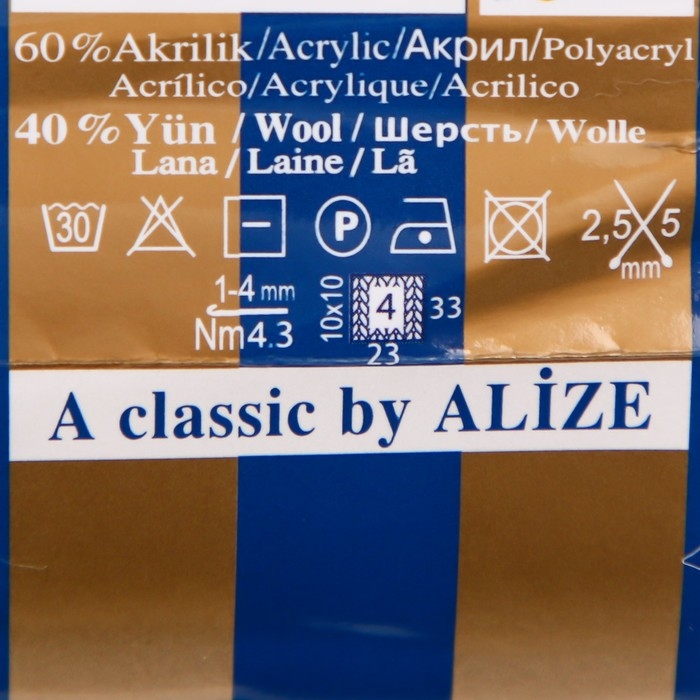 60%Akrilik/Acrylic/Акрил/Polyacryl
Acrílico/Acrylique/Acrilico
40%Yün / Wool / Шерсть/ Wolle
Lana / Laine / Lã
30 P 2,5 5
mm
1-4 mm 10x10 4 33
Nm4.3 23
A classic by ALİZE